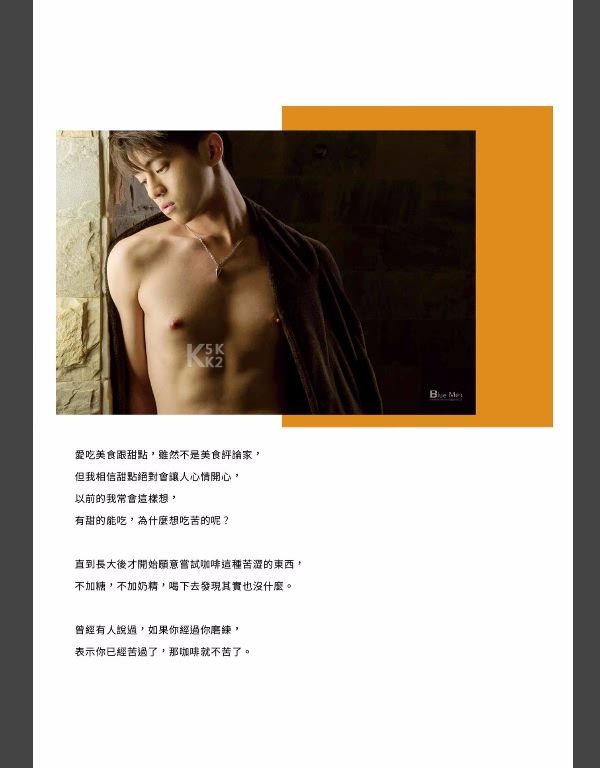 K5K
KK2
Blue Men
愛吃美食跟甜點，雖然不是美食評論家，
但我相信甜點絕對會讓人心情開心，
以前的我常會這樣想，
有甜的能吃，為什麼想吃苦的呢？
直到長大後才開始願意嘗試咖啡這種苦澀的東西，
不加糖，不加奶精，喝下去發現其實也沒什麼。
曾經有人說過，如果你經過你磨練，
表示你已經苦過了，那咖啡就不苦了。